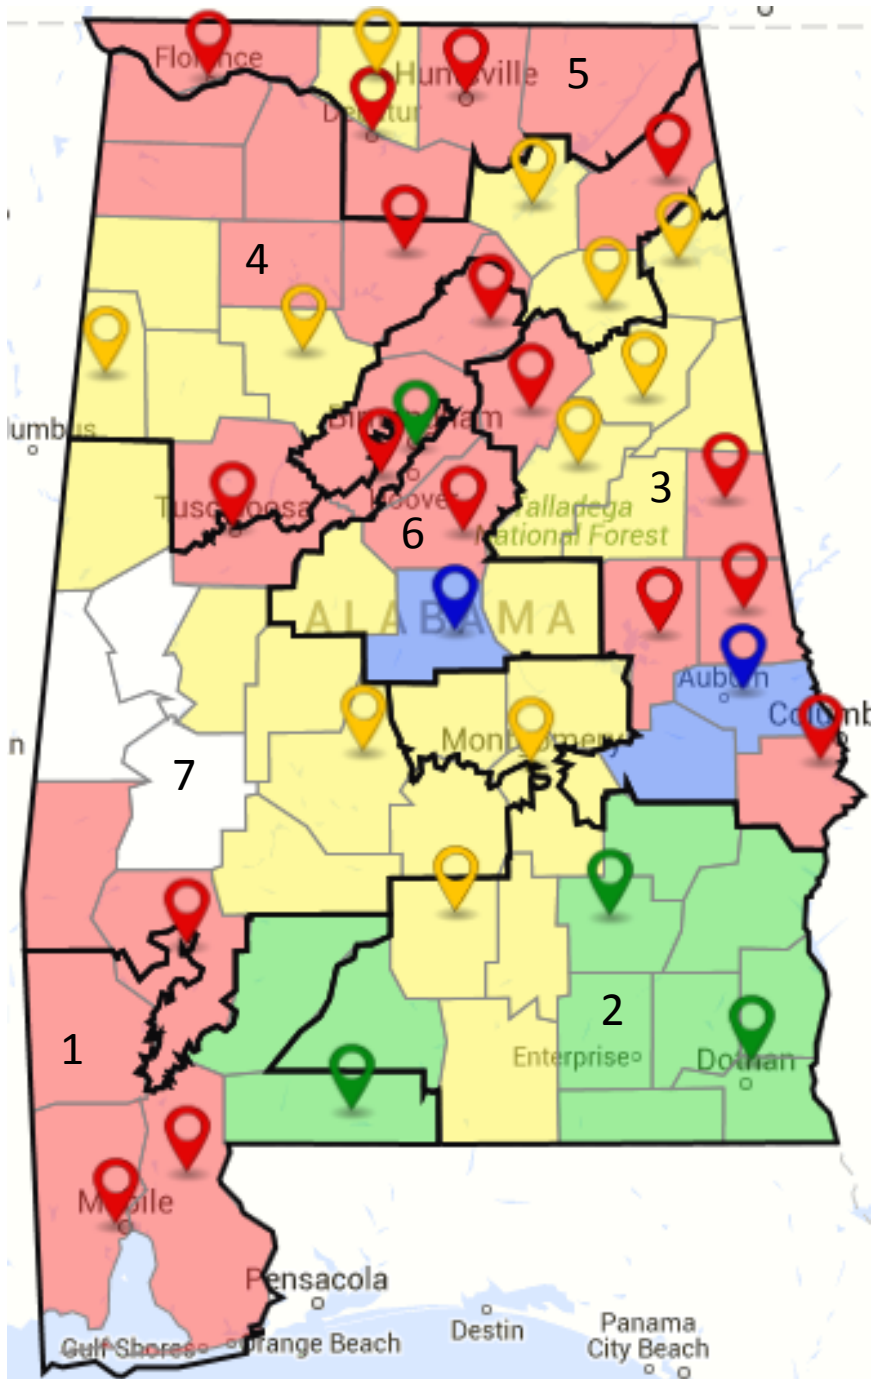 Florence
Huntsville
5
Decatur
4
lumbus
Birmingham
Hoover
Tuscaloosa
3
Talladega
National Forest
6
ALABAMA
Auburn
Columb
n
Montgomery
7
2
1
Enterprise
Dothan
Mobile
Pensacola
Destin
Panama
City Beach
Gulf Shores
Orange Beach